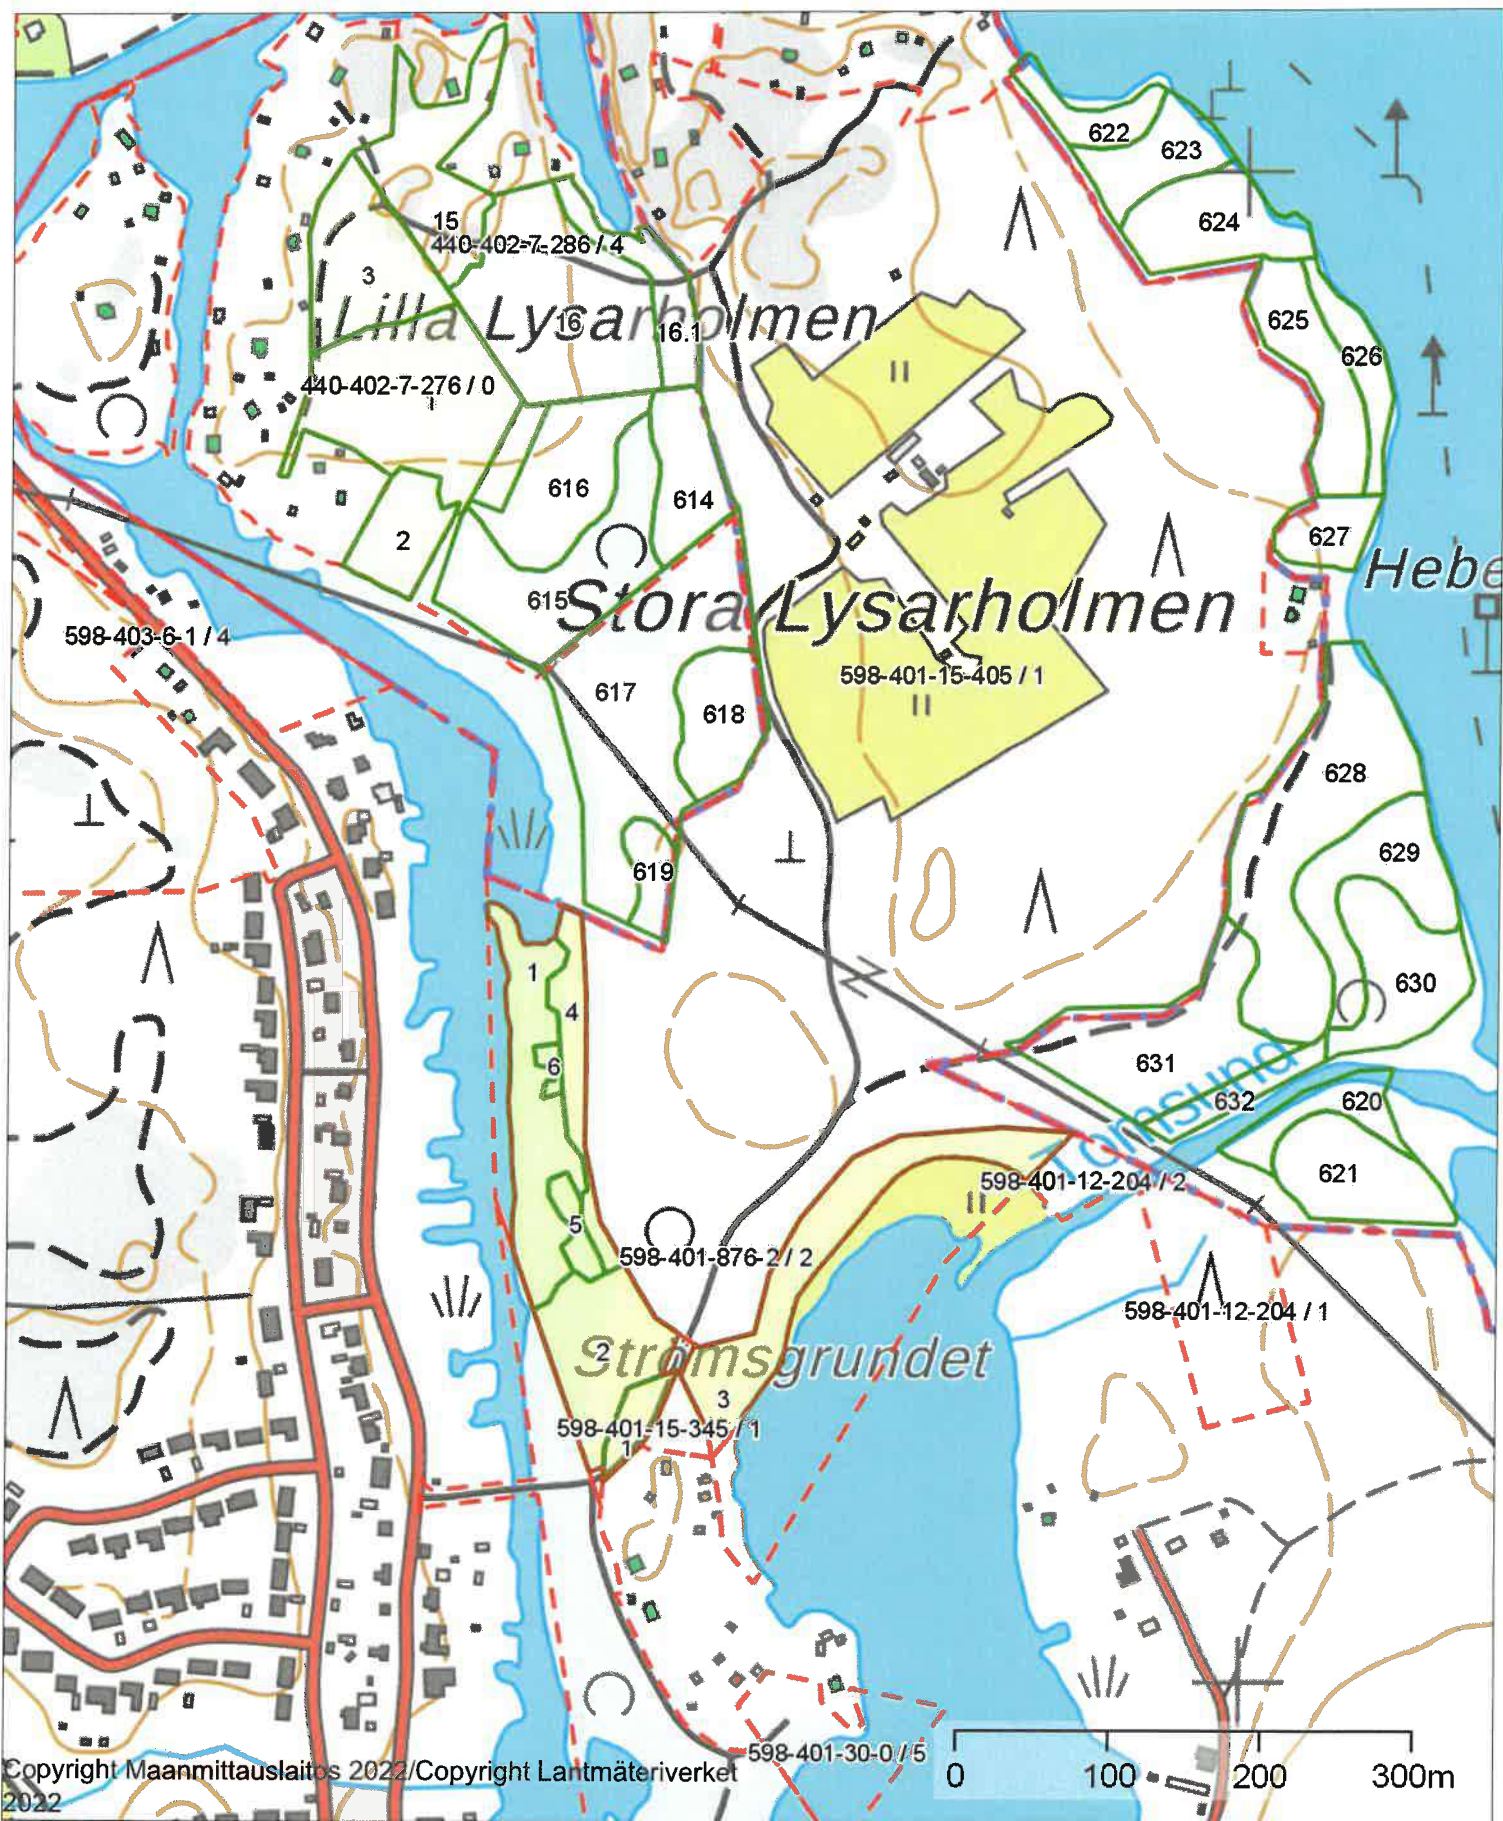 622
623
624
15
440-402-7-286 / 4
3
Lilla Lysarholmen
16
16.1
625
626
440-402-7-276 / 0
1
616
614
2
627
Hebe
615
Stora Lysarholmen
598-403-6-1 / 4
598-401-15-405 / 1
617
618
628
629
619
1
4
630
6
631
632
620
Tomsund
621
598-401-12-204 / 2
5
598-401-876-2 / 2
598-401-12-204 / 1
2
Strömsgrundet
3
598-401-15-345 / 1
1
598-401-30-0 / 5
Copyright Maanmittauslaitos 2022/Copyright Lantmäteriverket
2022
0 100 200 300m